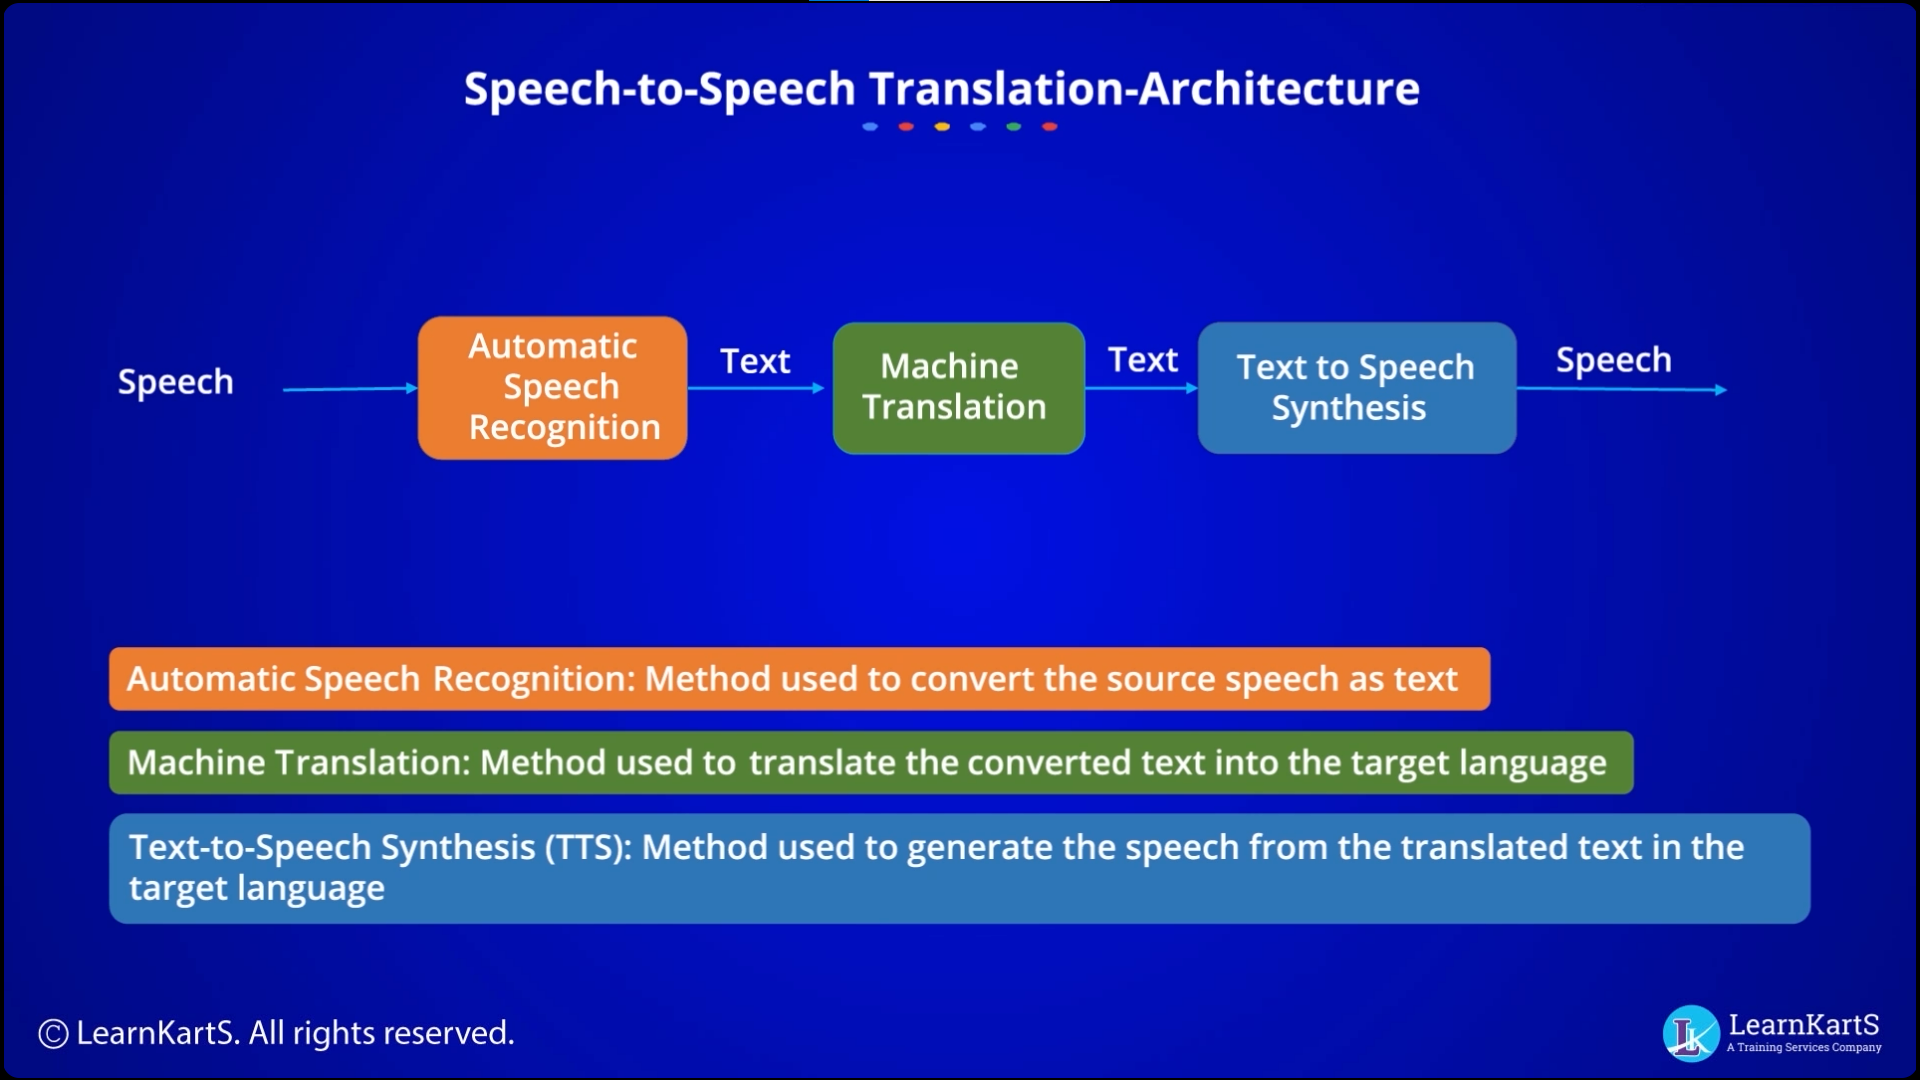 Speech-to-Speech Translation-Architecture
Speech
Automatic
Speech
Recognition
Text
Machine
Translation
Text
Text to Speech
Synthesis
Speech
Automatic Speech Recognition: Method used to convert the source speech as text
Machine Translation: Method used to translate the converted text into the target language
Text-to-Speech Synthesis (TTS): Method used to generate the speech from the translated text in the
target language
© LearnKartS. All rights reserved.
LK
LearnKartS
A Training Services Company